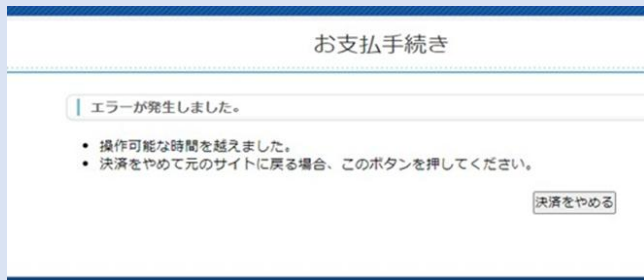 お支払手続き
エラーが発生しました。
操作可能な時間を越えました。
決済をやめて元のサイトに戻る場合、このボタンを押してください。
決済をやめる